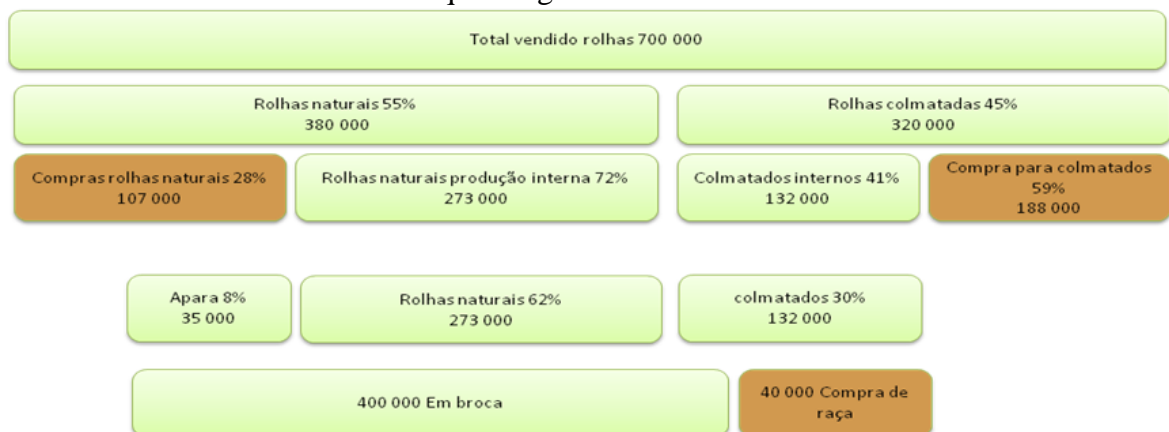 Total vendido rolhas 700 000
Rolhas naturais 55%
380 000
Rolhas colmatadas 45%
320 000
Compras rolhas naturais 28%
107 000
Rolhas naturais produção interna 72%
273 000
Colmatados internos 41%
132 000
Compra para colmatados
59%
188 000
Apara 8%
35 000
Rolhas naturais 62%
273 000
colmatados 30%
132 000
400 000 Em broca
40 000 Compra de
raça